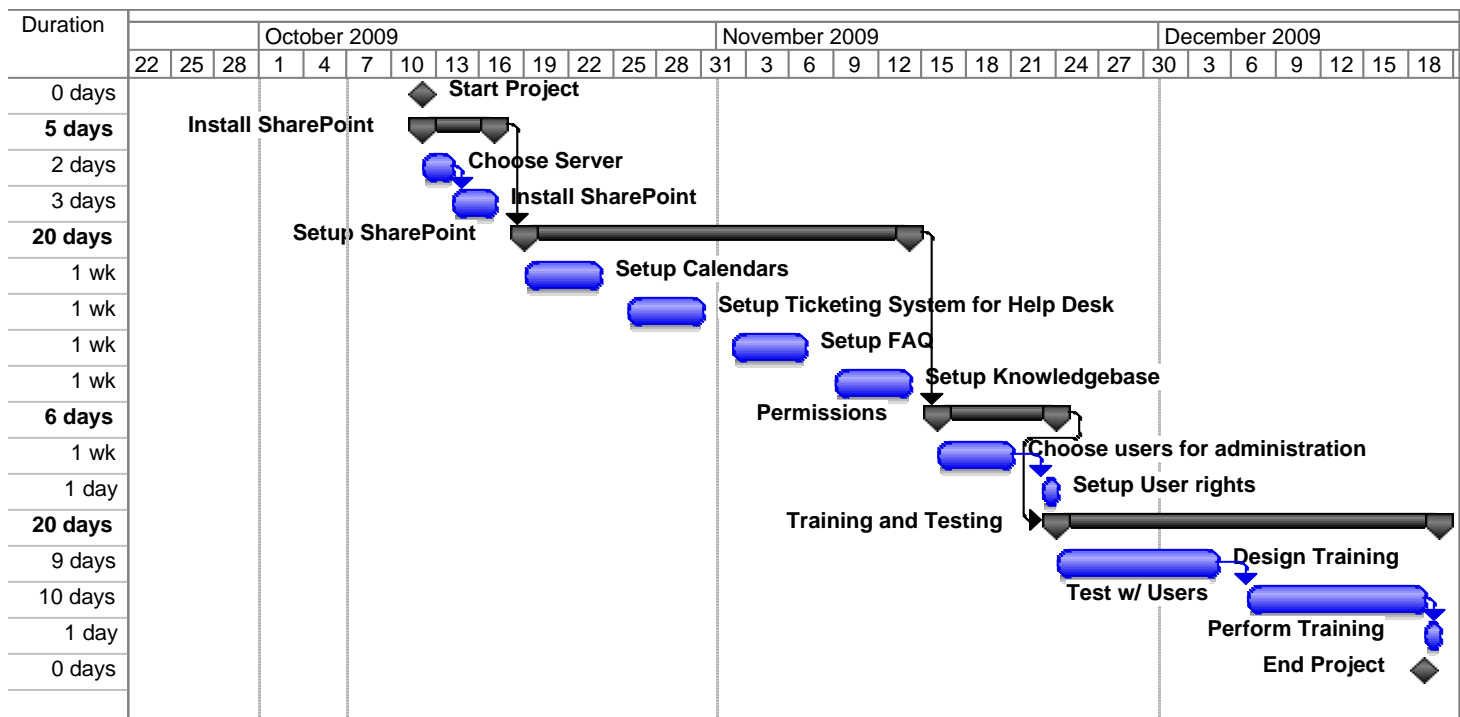 Duration
October 2009 November 2009 December 2009
22 25 28 1 4 7 10 13 16 19 22 25 28 31 3 6 9 12 15 18 21 24 27 30 3 6 9 12 15 18
0 days Start Project
5 days Install SharePoint
2 days Choose Server
3 days Install SharePoint
20 days Setup SharePoint
1 wk Setup Calendars
1 wk Setup Ticketing System for Help Desk
1 wk Setup FAQ
1 wk Setup Knowledgebase
6 days Permissions
1 wk Choose users for administration
1 day Setup User rights
20 days Training and Testing
9 days Design Training
10 days Test w/ Users
1 day Perform Training
0 days End Project